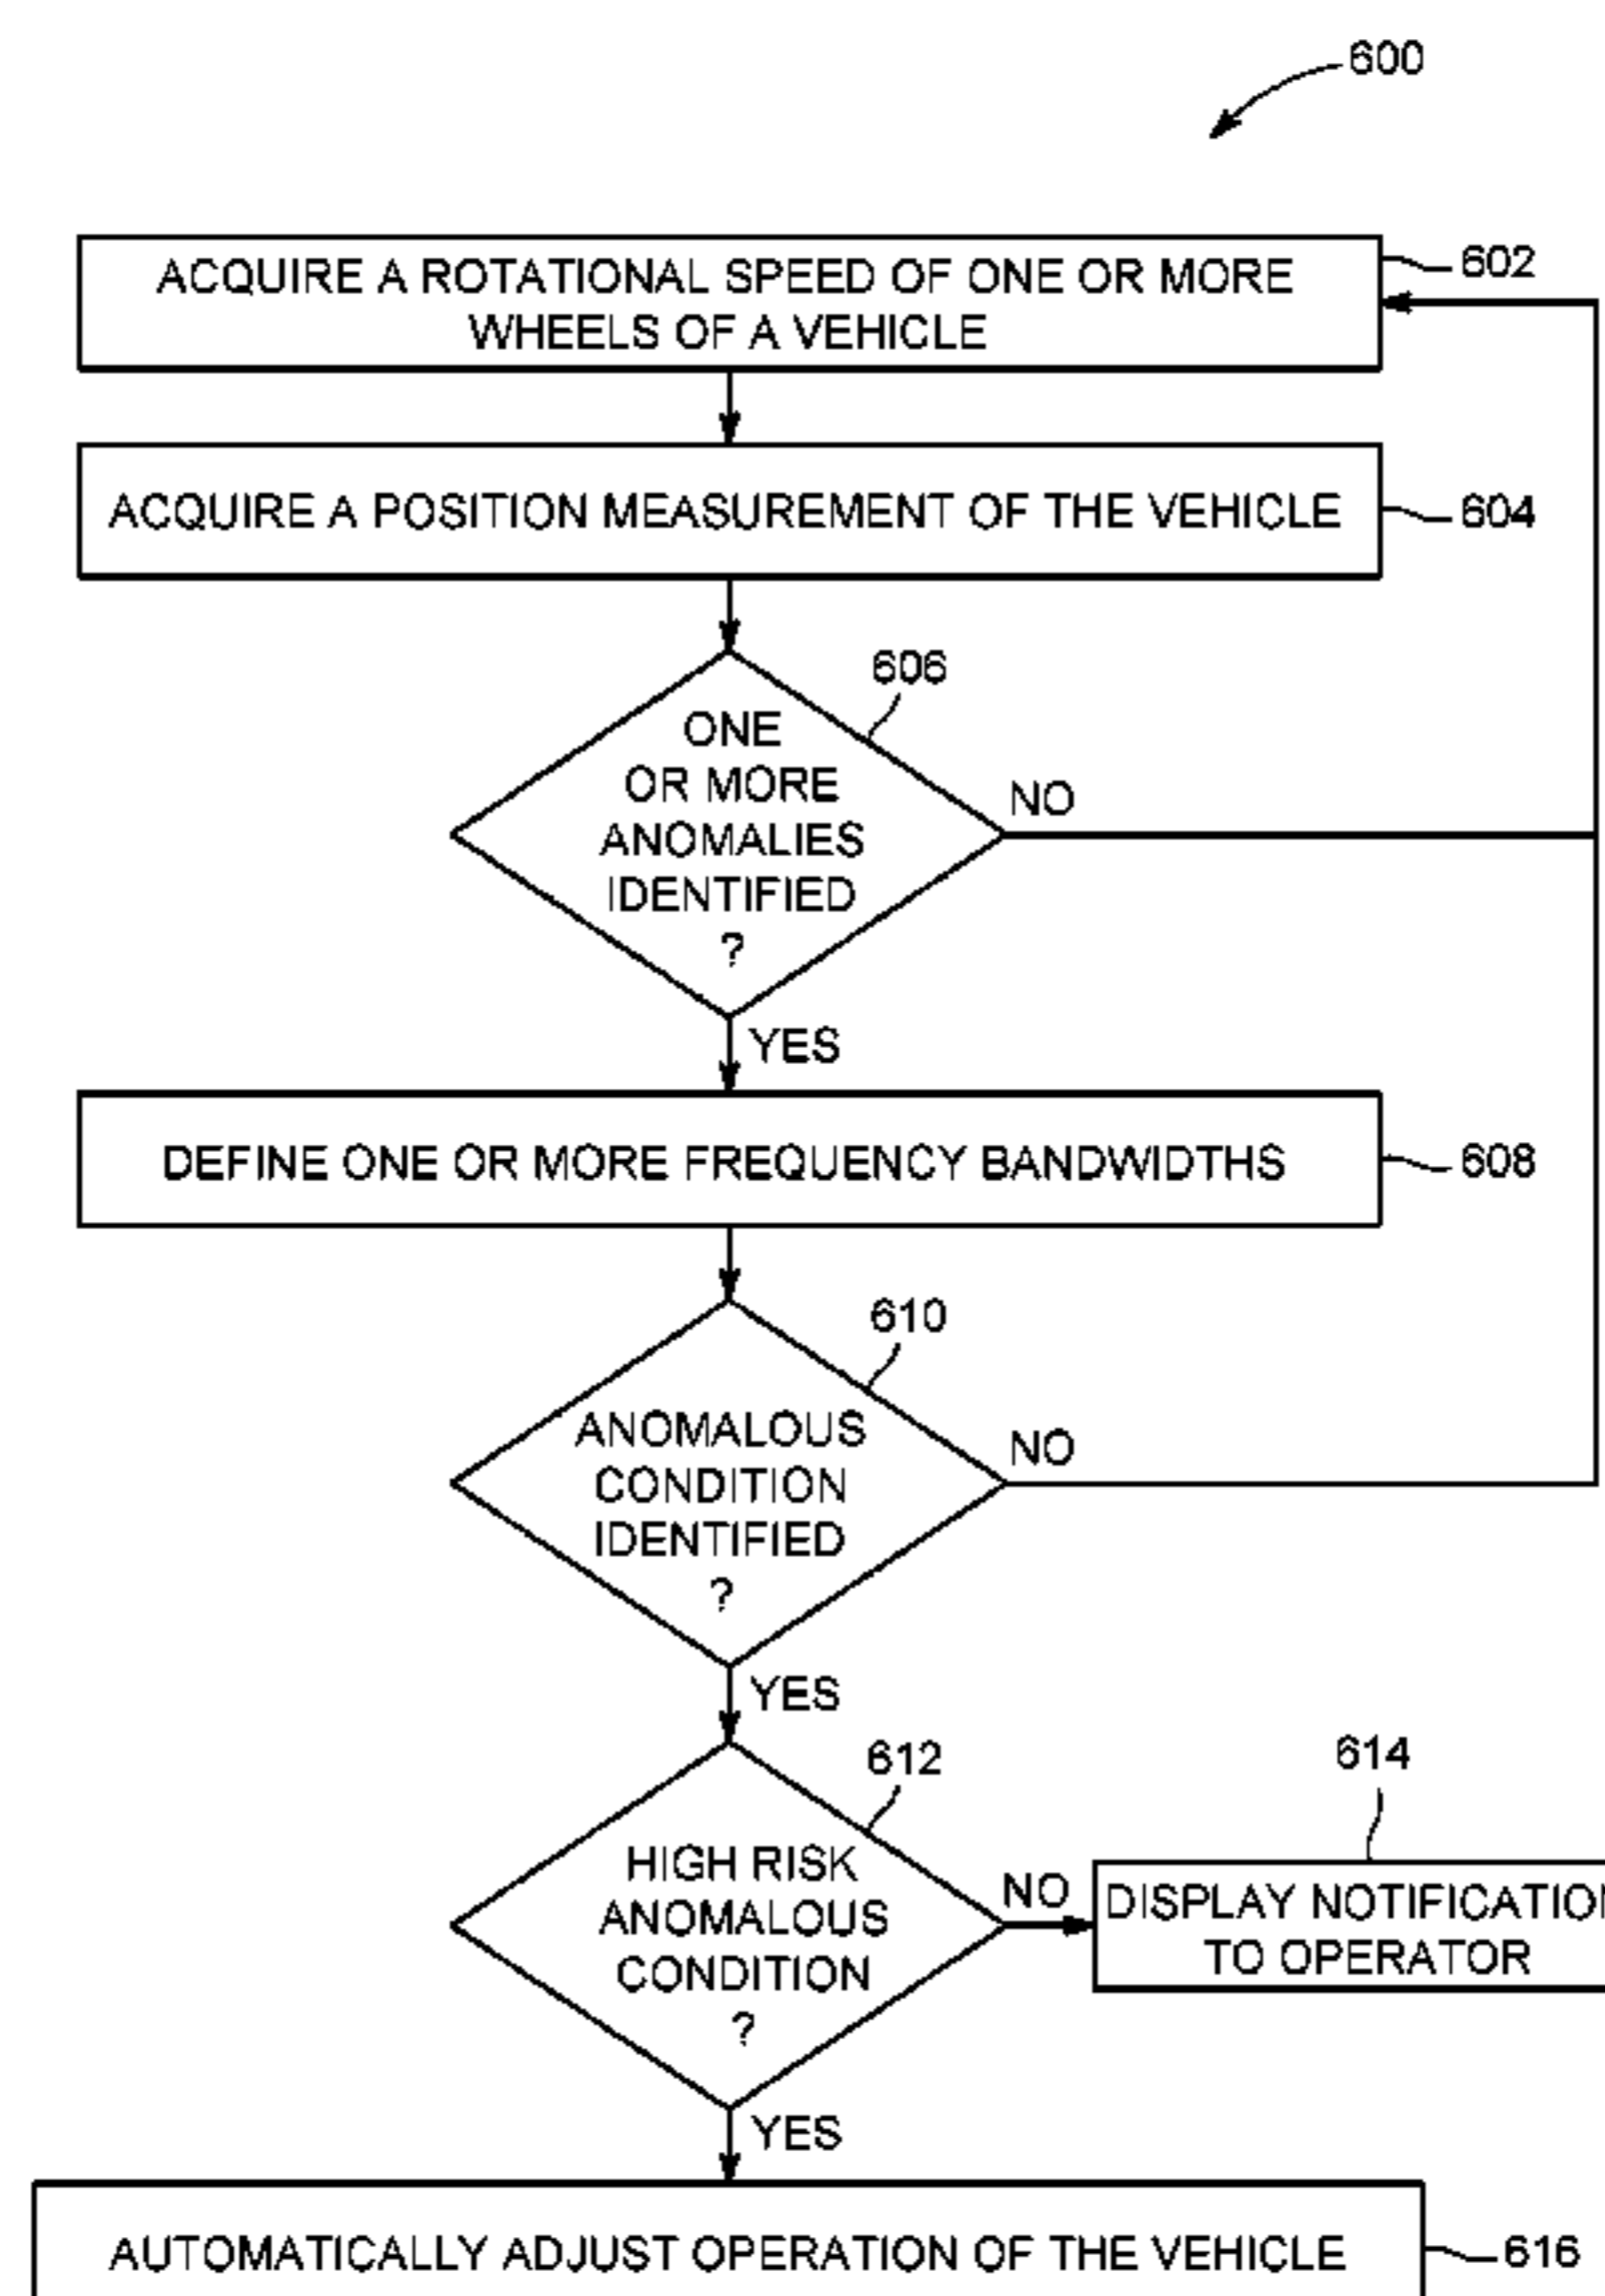 600
ACQUIRE A ROTATIONAL SPEED OF ONE OR MORE
WHEELS OF A VEHICLE
602
ACQUIRE A POSITION MEASUREMENT OF THE VEHICLE
604
606
ONE
OR MORE
ANOMALIES
IDENTIFIED
?
NO
YES
DEFINE ONE OR MORE FREQUENCY BANDWIDTHS
608
610
ANOMALOUS
CONDITION
IDENTIFIED
?
NO
YES
612
HIGH RISK
ANOMALOUS
CONDITION
?
NO
614
DISPLAY NOTIFICATION
TO OPERATOR
YES
AUTOMATICALLY ADJUST OPERATION OF THE VEHICLE
616